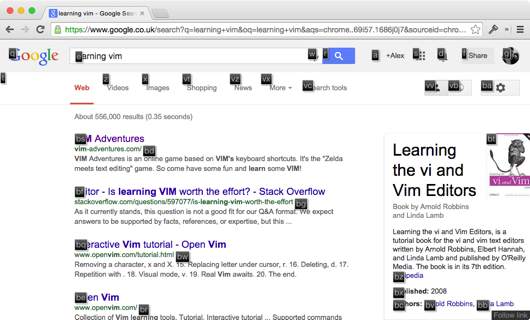 learning vim - Google Sea
https://www.google.co.uk/search?q=learning+vim&oq=learning+vim&aqs=chrome..69i57.1686j0j7&sourceid=chro
Google
learning vim
+Alex
Share
Web Videos Images Shopping News More Search tools
About 556,000 results (0.35 seconds)
VIM Adventures
vim-adventures.com/
VIM Adventures is an online game based on VIM's keyboard shortcuts. It's the "Zelda
meets text editing" game. So come have some fun and learn some VIM!
editor - Is learning VIM worth the effort? - Stack Overflow
stackoverflow.com/questions/597077/is-learning-vim-worth-the-effort
As it currently stands, this question is not a good fit for our Q&A format. We expect
answers to be supported by facts, references, or expertise, but this ...
Interactive Vim tutorial - Open Vim
www.openvim.com/tutorial.html
Removing a character, x and X. 15. Replacing letter under cursor, r. 16. Deleting, d. 17.
Repetition with . 18. Visual mode, v. 19. Real Vim awaits. 20. The end.
Open Vim
www.openvim.com/
Collection of Vim learning tools. Tutorial. Interactive tutorial ... Supported commands
Learning
the vi and
Vim Editors
Book by Arnold Robbins
and Linda Lamb
vi and Vim
Learning the vi and Vim Editors, is a
tutorial book for the vi and vim text editors
written by Arnold Robbins, Elbert Hannah,
and Linda Lamb and published by O'Reilly
Media. The book is in its 7th edition.
Wikipedia
Published: 2008
Authors: Arnold Robbins, Linda Lamb
Follow link